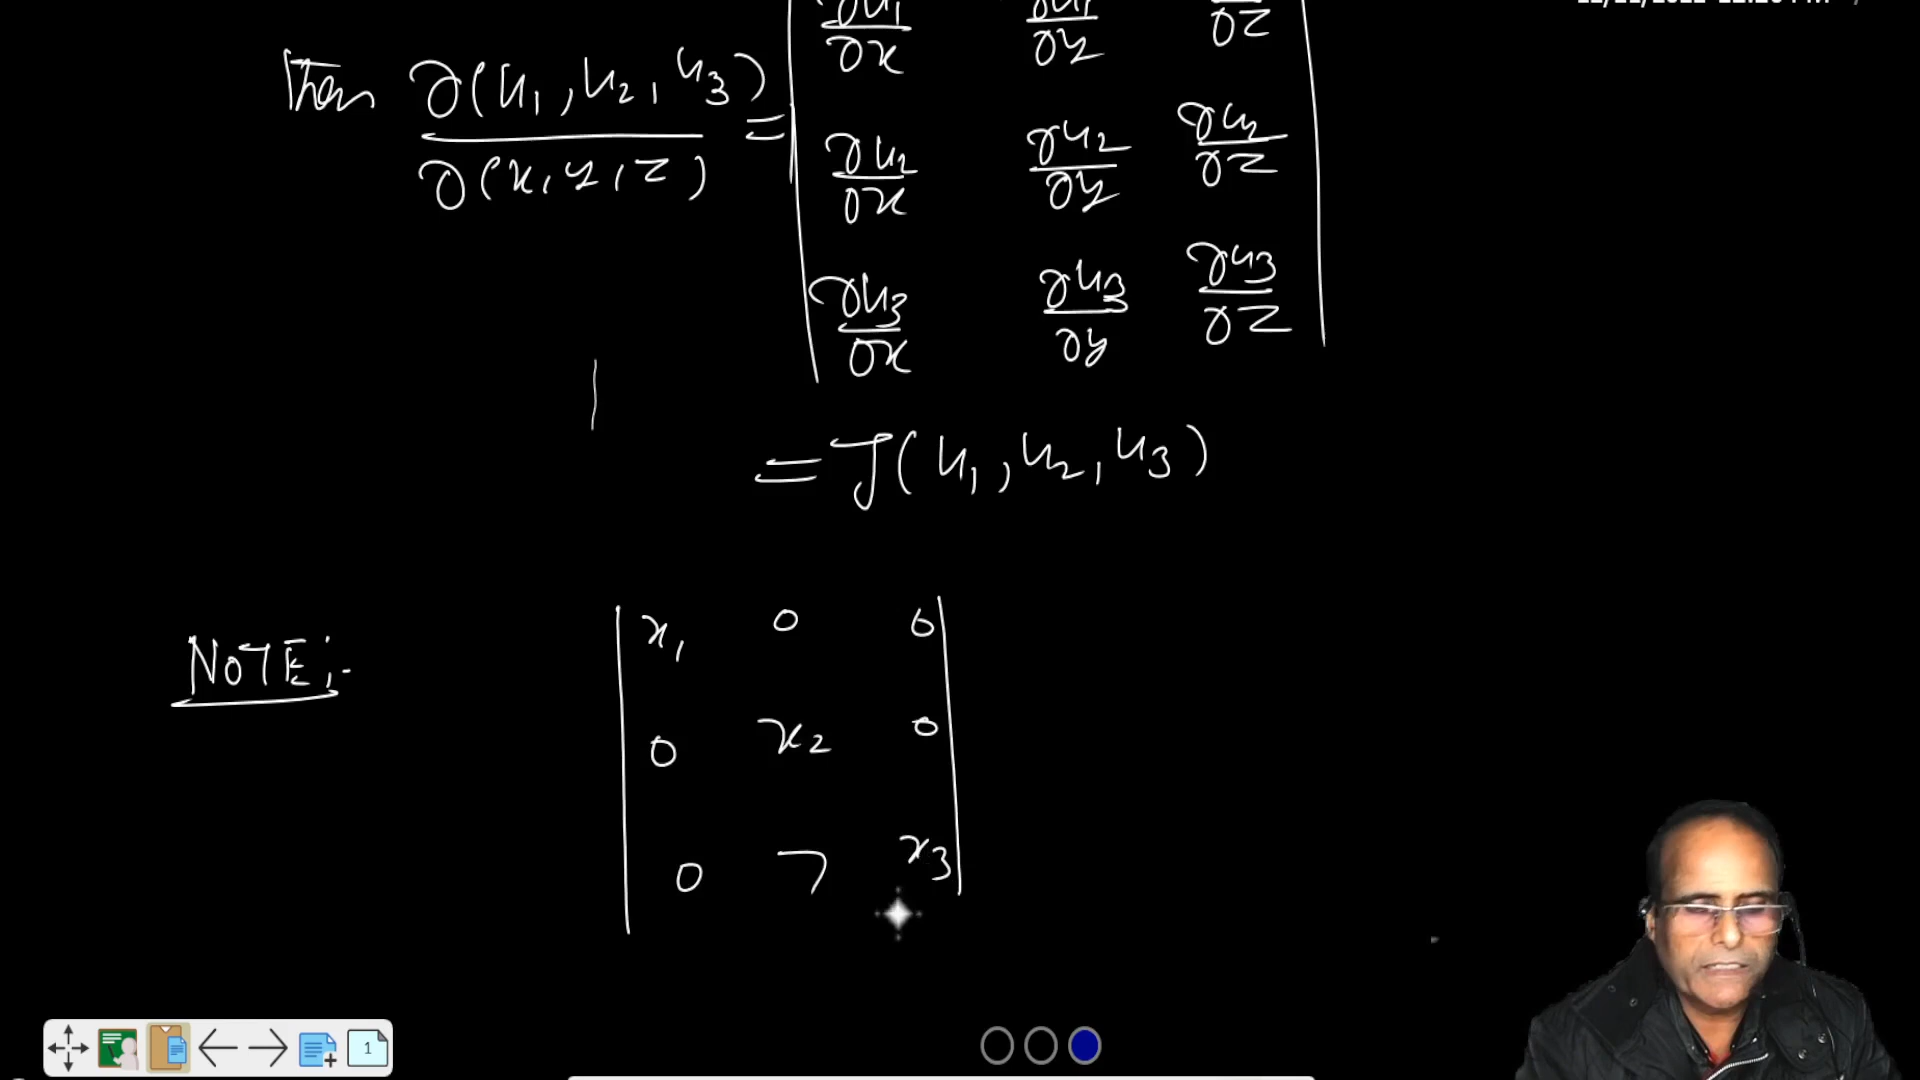 ∂u₁/∂x ∂u₁/∂y /∂z
Then ∂(u₁, u₂, u₃)/∂(x, y, z) = | ∂u₂/∂x ∂u₂/∂y ∂u₂/∂z |
∂u₃/∂x ∂u₃/∂y ∂u₃/∂z
= J(u₁, u₂, u₃)
NOTE:-
| x₁ 0 0 |
| 0 x₂ 0 |
| 0 7 x₃ |
1